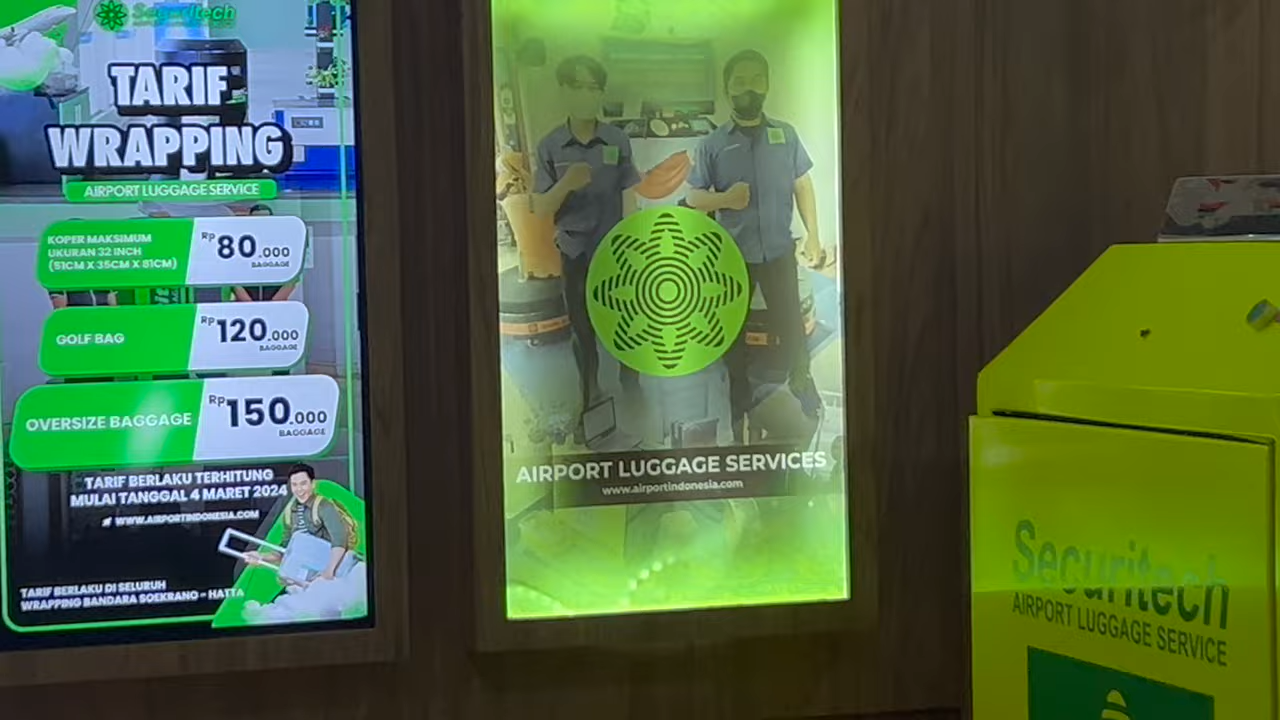 Securitech
TARIF
WRAPPING
AIRPORT LUGGAGE SERVICE
KOPER MAKSIMUM
UKURAN 32 INCH
(51CM X 35CM X 81CM)
Rp 80.000
BAGGAGE
GOLF BAG
Rp 120.000
BAGGAGE
OVERSIZE BAGGAGE
Rp 150.000
BAGGAGE
TARIF BERLAKU TERHITUNG
MULAI TANGGAL 4 MARET 2024
WWW.AIRPORTINDONESIA.COM
TARIF BERLAKU DI SELURUH
WRAPPING BANDARA SOEKRANO - HATTA
AIRPORT LUGGAGE SERVICES
www.airportindonesia.com
Securitech
AIRPORT LUGGAGE SERVICE